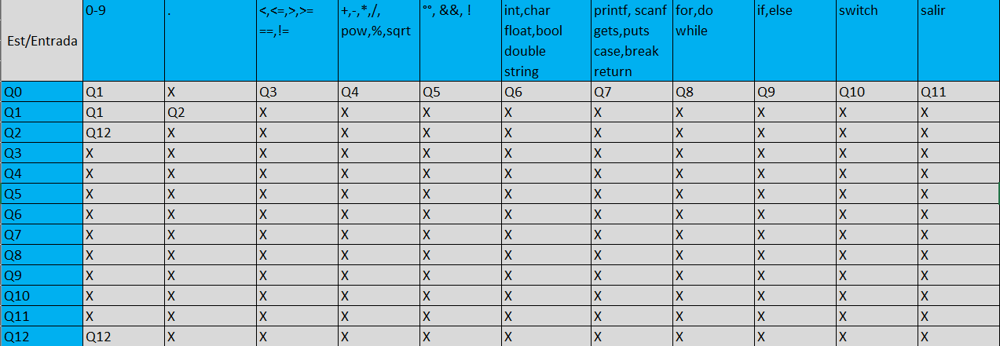 Est/Entrada 0-9 . <,<=,>,>= ==,!= +,-,*,/, pow,%,sqrt °°, &&, ! int,char float,bool double string printf, scanf gets,puts case,break return for,do while if,else switch salir
Q0 Q1 X Q3 Q4 Q5 Q6 Q7 Q8 Q9 Q10 Q11
Q1 Q1 Q2 X X X X X X X X X
Q2 Q12 X X X X X X X X X X
Q3 X X X X X X X X X X X
Q4 X X X X X X X X X X X
Q5 X X X X X X X X X X X
Q6 X X X X X X X X X X X
Q7 X X X X X X X X X X X
Q8 X X X X X X X X X X X
Q9 X X X X X X X X X X X
Q10 X X X X X X X X X X X
Q11 X X X X X X X X X X X
Q12 Q12 X X X X X X X X X X